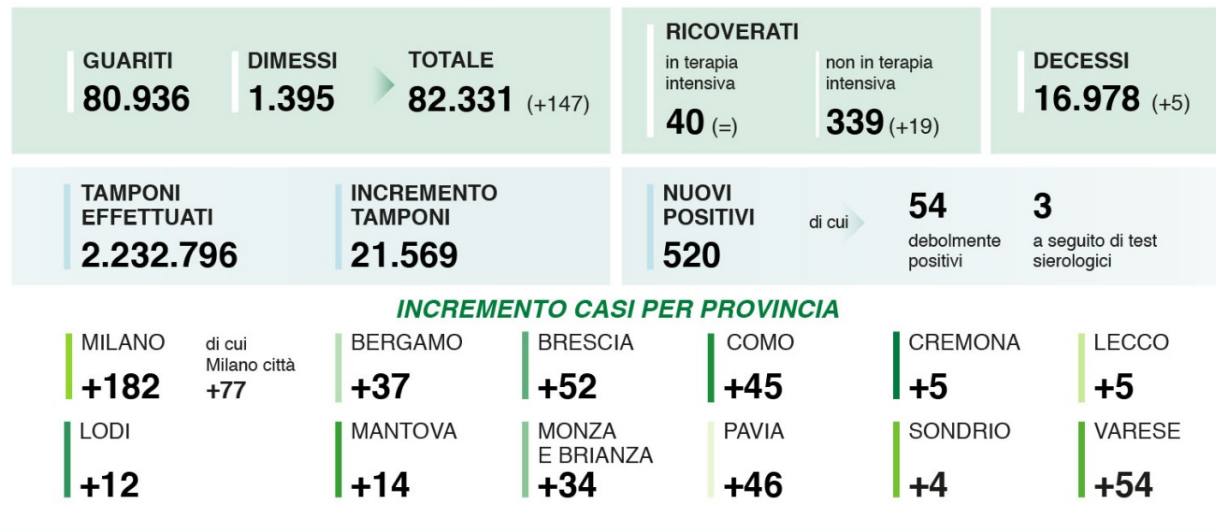 GUARITI
80.936
DIMESSI
1.395
TOTALE
82.331 (+147)
RICOVERATI
in terapia
intensiva
40 (=)
non in terapia
intensiva
339 (+19)
DECESSI
16.978 (+5)
TAMPONI
EFFETTUATI
2.232.796
INCREMENTO
TAMPONI
21.569
NUOVI
POSITIVI
520
di cui
54
debolmente
positivi
3
a seguito di test
sierologici
INCREMENTO CASI PER PROVINCIA
MILANO
+182
di cui
Milano città
+77
BERGAMO
+37
BRESCIA
+52
COMO
+45
CREMONA
+5
LECCO
+5
LODI
+12
MANTOVA
+14
MONZA
E BRIANZA
+34
PAVIA
+46
SONDRIO
+4
VARESE
+54